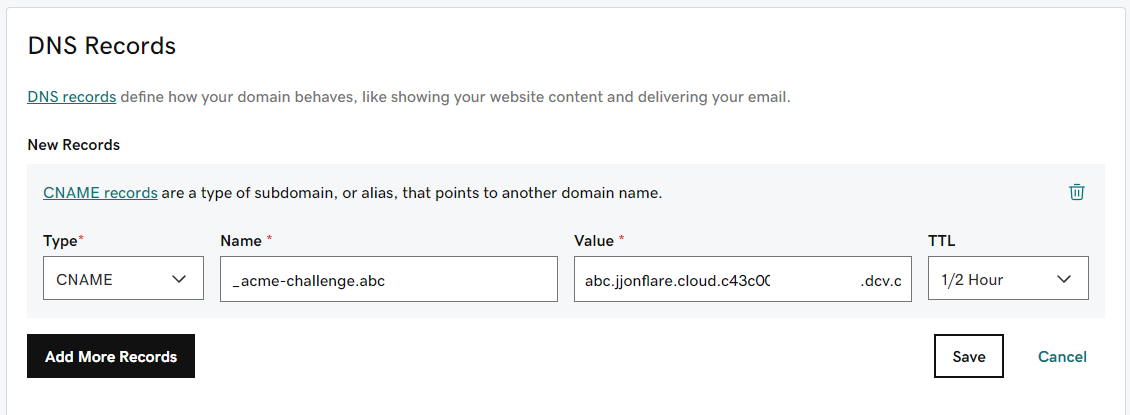 DNS Records
DNS records define how your domain behaves, like showing your website content and delivering your email.
New Records
CNAME records are a type of subdomain, or alias, that points to another domain name.
Type* Name * Value * TTL
CNAME _acme-challenge.abc abc.jjonflare.cloud.c43c00 .dcv.c 1/2 Hour
Add More Records Save Cancel